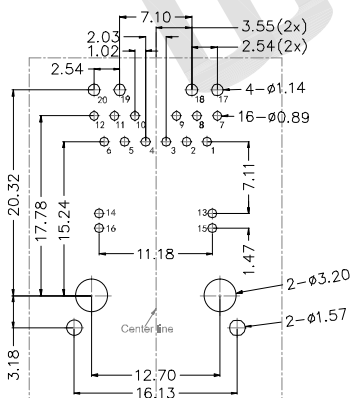 7.10
3.55(2x)
2.03
1.02
2.54(2x)
2.54
20 19 18 17
4-ø1.14
12 11 10 9 8 7
16-ø0.89
6 5 4 3 2 1
20.32
17.78
15.24
7.11
14 13
16 15
11.18
1.47
2-ø3.20
Center line
2-ø1.57
3.18
12.70
16.13